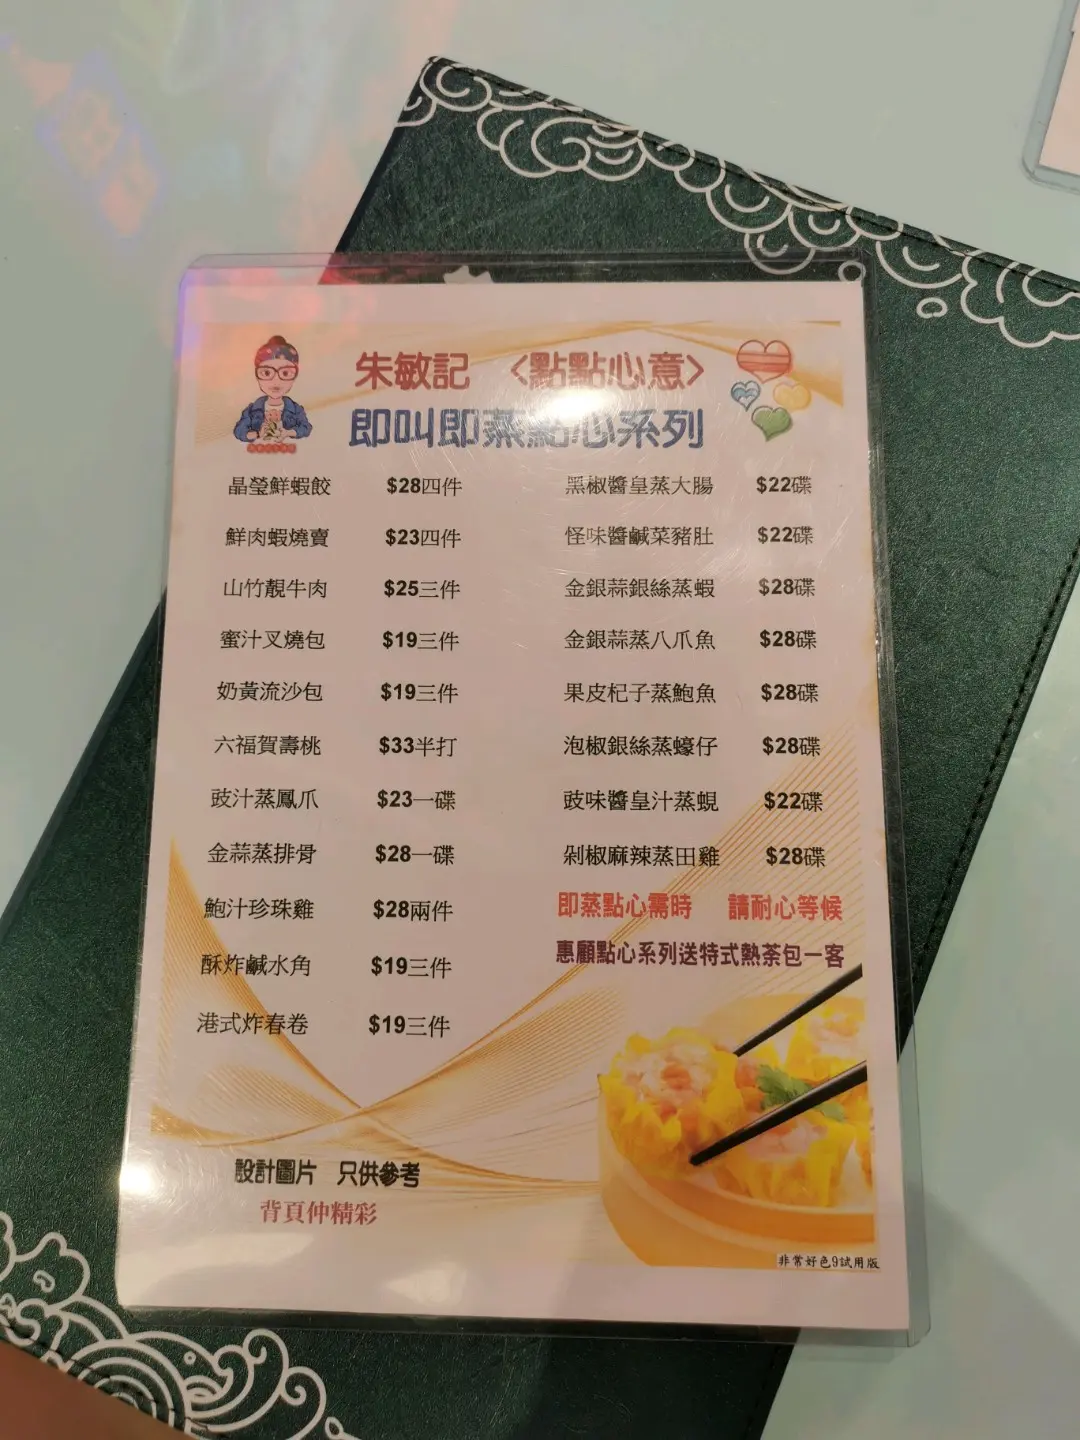 朱敏記 〈點點心意〉
即叫即蒸點心系列
晶瑩鮮蝦餃 $28四件
鮮肉蝦燒賣 $23四件
山竹靚牛肉 $25三件
蜜汁叉燒包 $19三件
奶黃流沙包 $19三件
六福賀壽桃 $33半打
豉汁蒸鳳爪 $23一碟
金蒜蒸排骨 $28一碟
鮑汁珍珠雞 $28兩件
酥炸鹹水角 $19三件
港式炸春卷 $19三件
黑椒醬皇蒸大腸 $22碟
怪味醬鹹菜豬肚 $22碟
金銀蒜銀絲蒸蝦 $28碟
金銀蒜蒸八爪魚 $28碟
果皮杞子蒸鮑魚 $28碟
泡椒銀絲蒸蠔仔 $28碟
豉味醬皇汁蒸蜆 $22碟
剁椒麻辣蒸田雞 $28碟
即蒸點心需時 請耐心等候
惠顧點心系列送特式熱荼包一客
設計圖片 只供參考
背頁仲精彩
非常好色9試用版